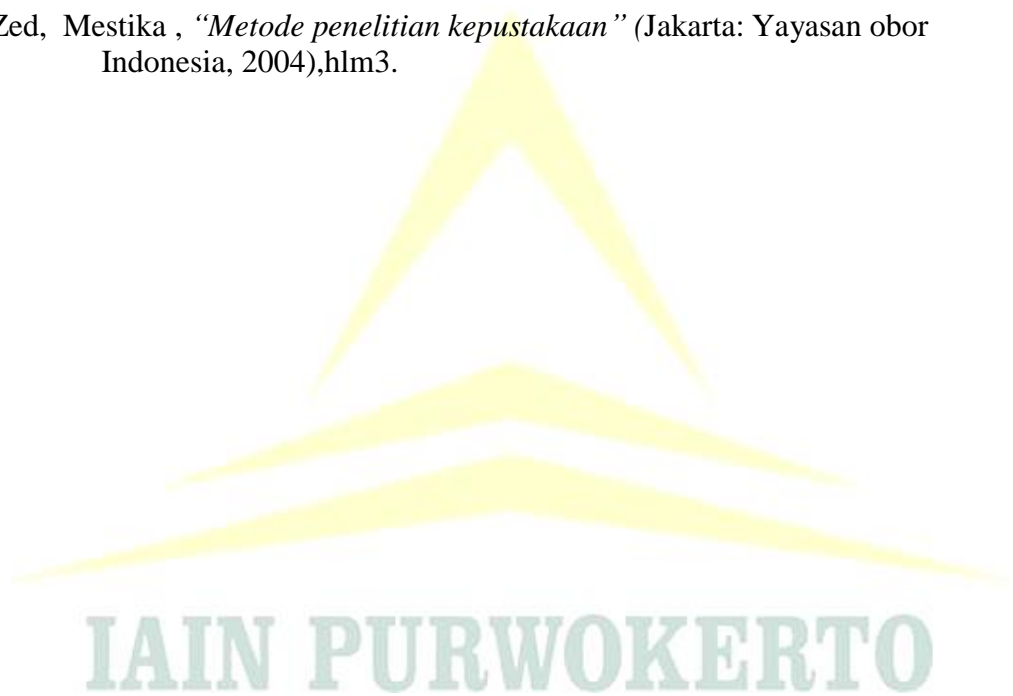 Zed, Mestika , “Metode penelitian kepustakaan” (Jakarta: Yayasan obor
Indonesia, 2004),hlm3.
IAIN PURWOKERTO